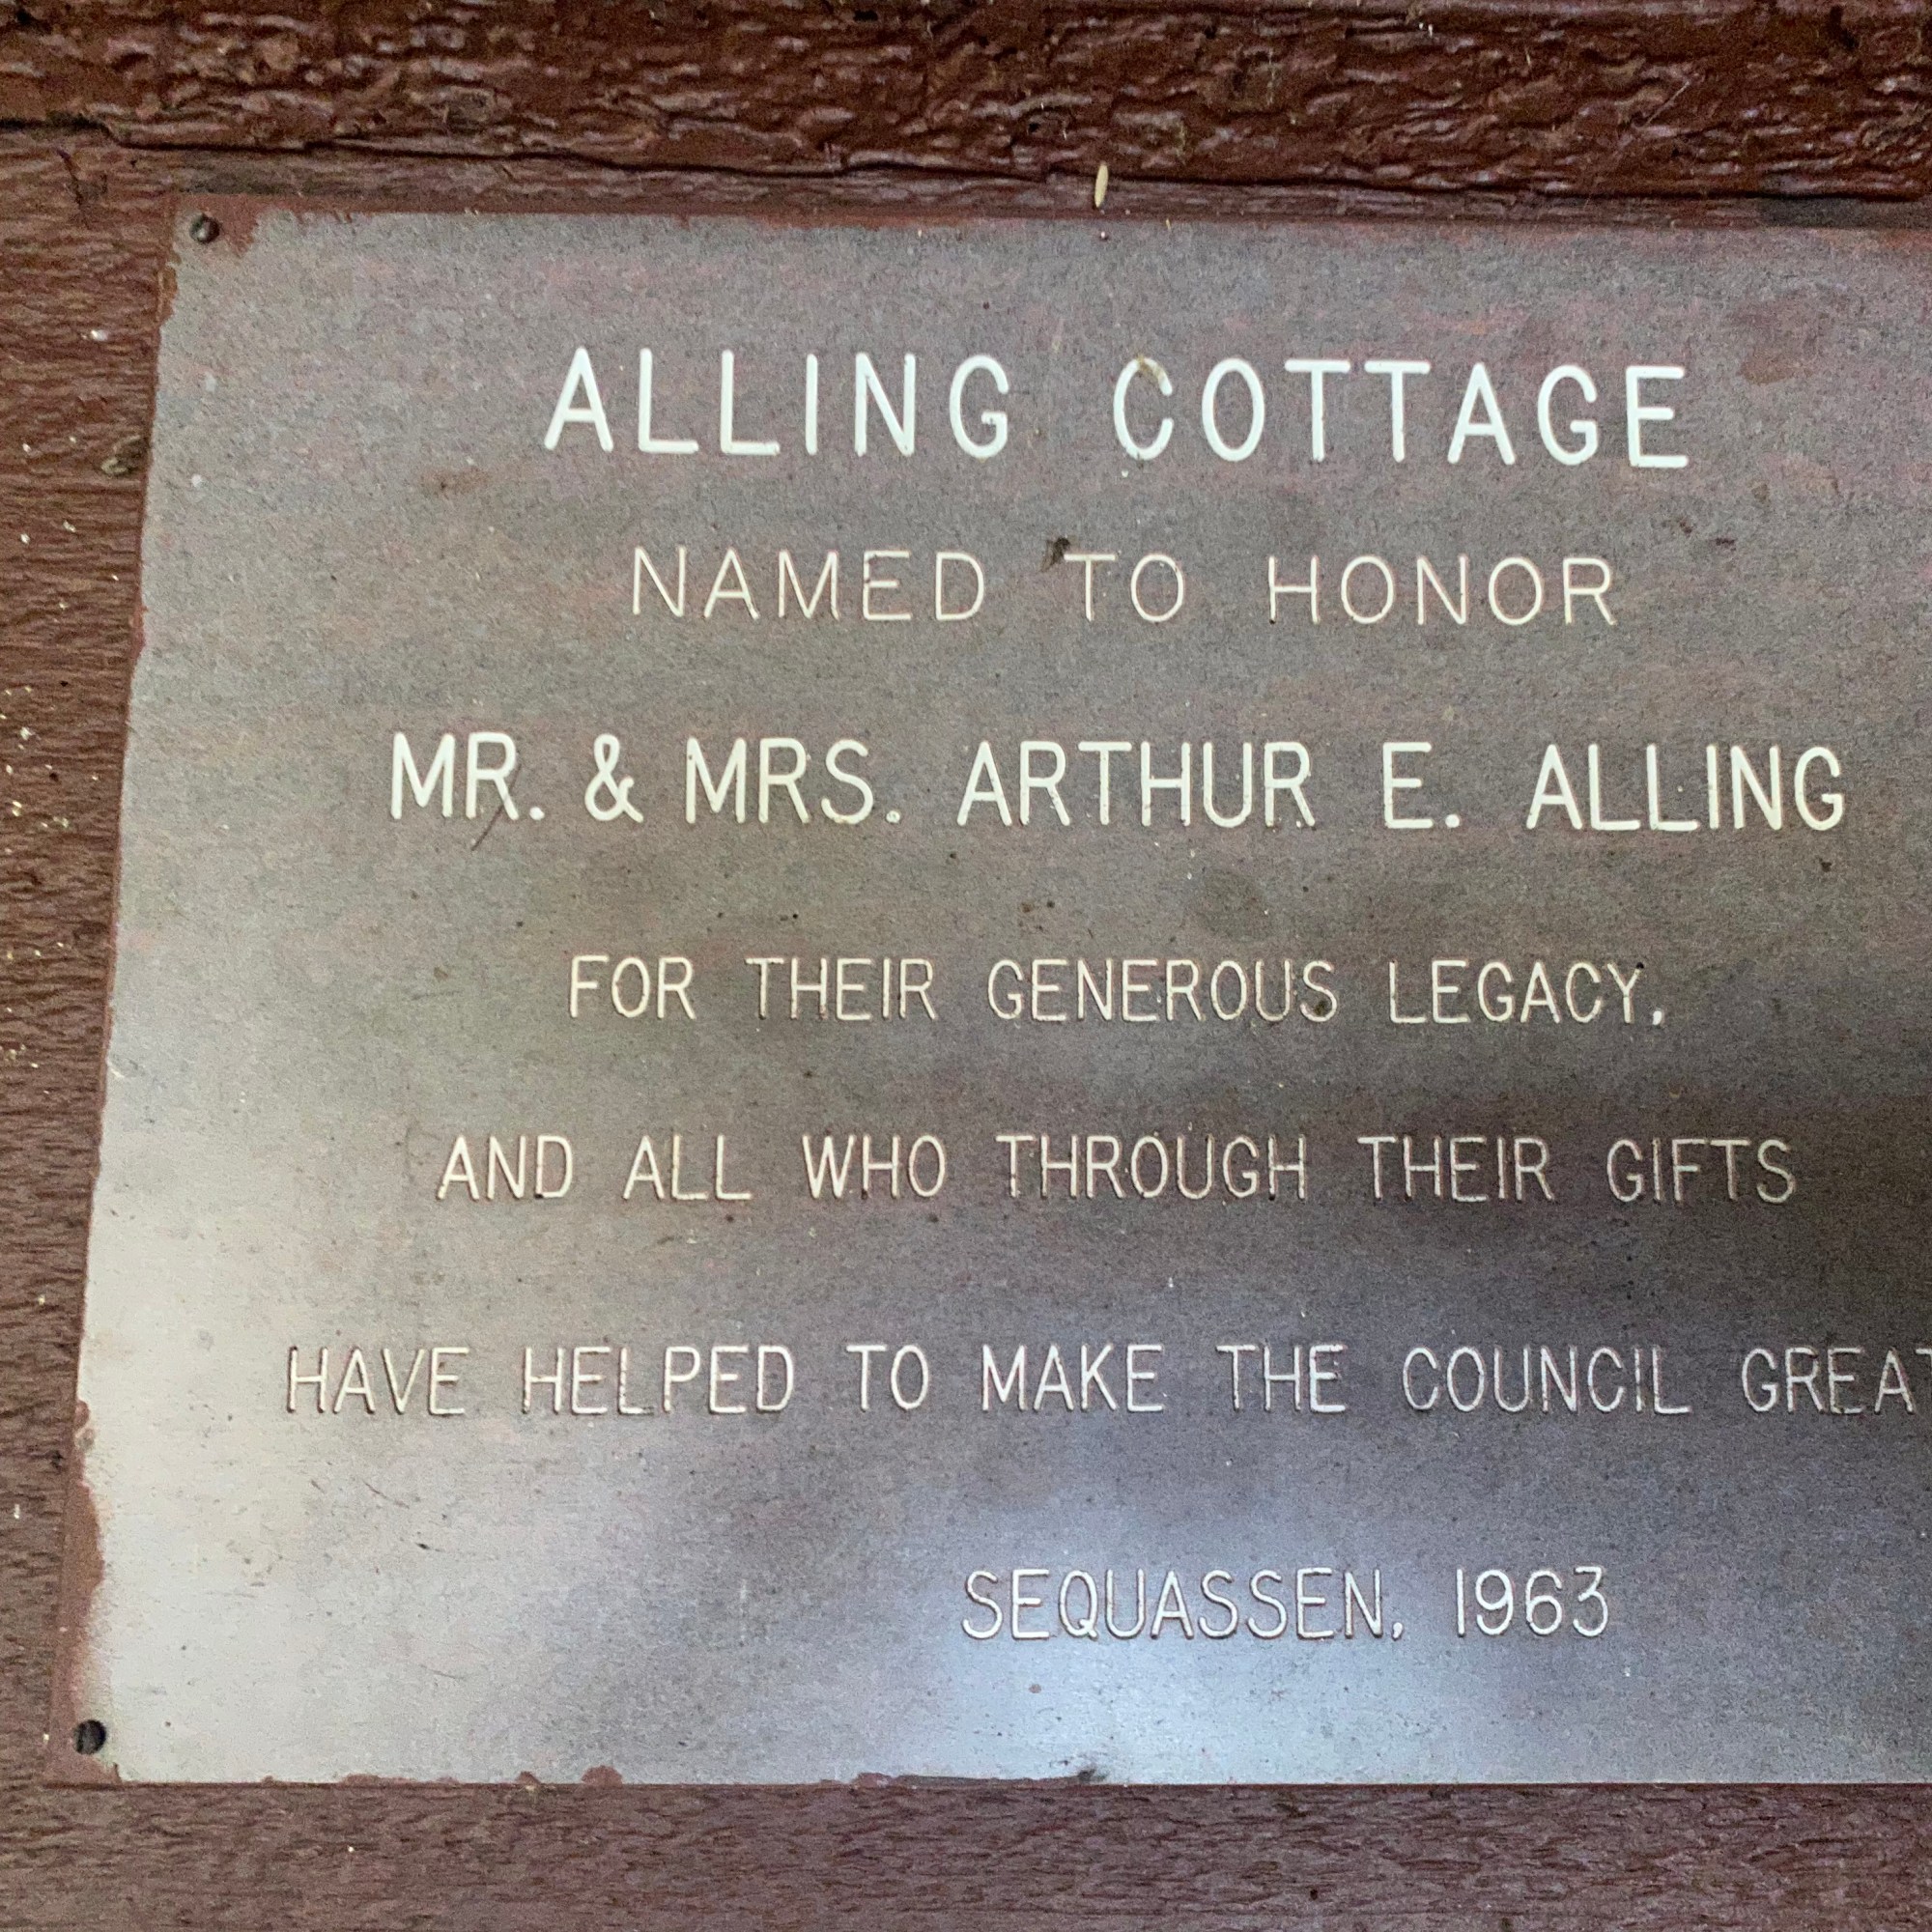 ALLING COTTAGE
NAMED TO HONOR
MR. & MRS. ARTHUR E. ALLING
FOR THEIR GENEROUS LEGACY,
AND ALL WHO THROUGH THEIR GIFTS
HAVE HELPED TO MAKE THE COUNCIL GREAT
SEQUASSEN, 1963